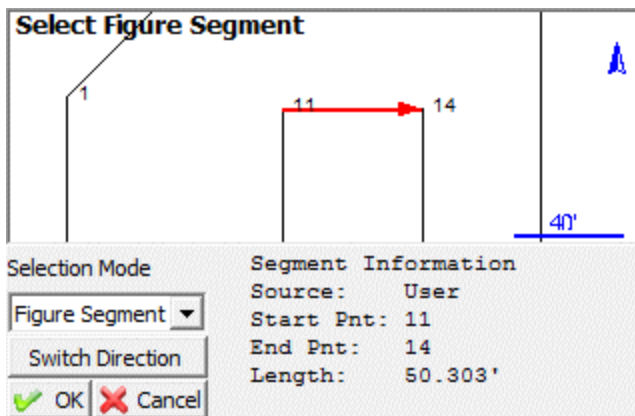 Select Figure Segment
1
11
14
40'
Selection Mode
Figure Segment
Switch Direction
OK
Cancel
Segment Information
Source: User
Start Pnt: 11
End Pnt: 14
Length: 50.303'